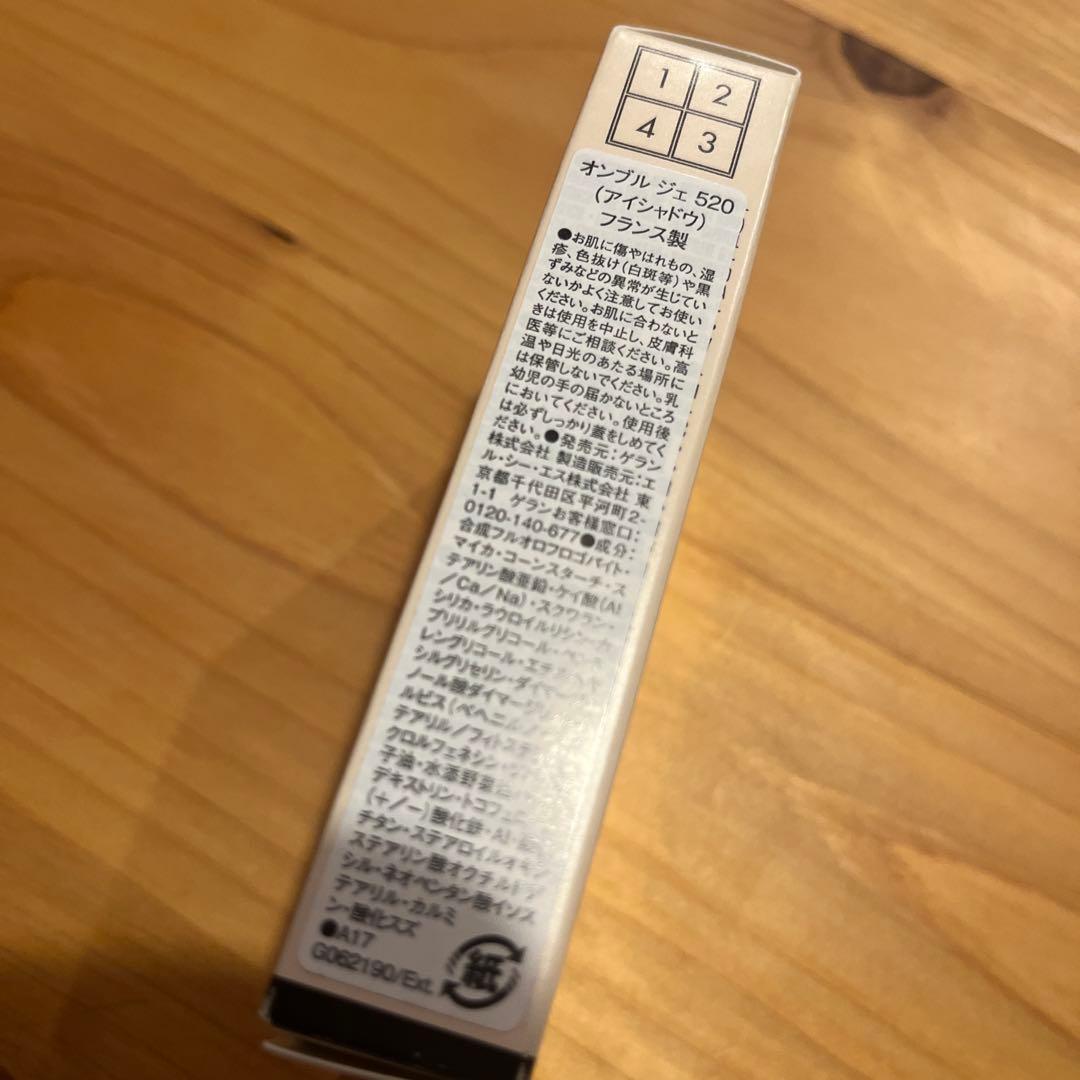 1 2
4 3
オンブル ジェ 520
(アイシャドウ)
フランス製
●お肌に傷やはれもの、湿
疹、色抜け(白斑等)や黒
ずみなどの異常が生じてい
ないかよく注意してお使い
ください。お肌に合わないと
きは使用を中止し、皮膚科
医等にご相談ください。高
温や日光のあたる場所に
は保管しないでください。乳
幼児の手の届かないところ
においてください。使用後
は必ずしっかり蓋をしめてく
ださい。●発売元:ゲラン
株式会社 製造販売元:エ
ル・シー・エス株式会社 東
京都千代田区平河町2-
1-1 ゲランお客様窓口:
0120-140-677●成分:
合成フルオロフロゴパイト・
マイカ・コーンスターチ・ス
テアリン酸亜鉛・ケイ酸(Al
/Ca/Na)・スクワラン・
シリカ・ラウロイルリシン・カ
プリリルグリコール・
レングリコール・エチルヘキ
シルグリセリン・ダイマー
ノール酸ダイマー
ルビス(ベヘニル/
テアリル/フィトステ
クロルフェネシン・
子油・水添野菜油
デキストリン・トコフェ
(+/-)酸化鉄・Al・
チタン・ステアロイルオキシ
ステアリン酸オクチルドデ
シル・ネオペンタン酸イソス
テアリル・カルミ
ン・酸化スズ
●A17
G062190/Ext.
紙